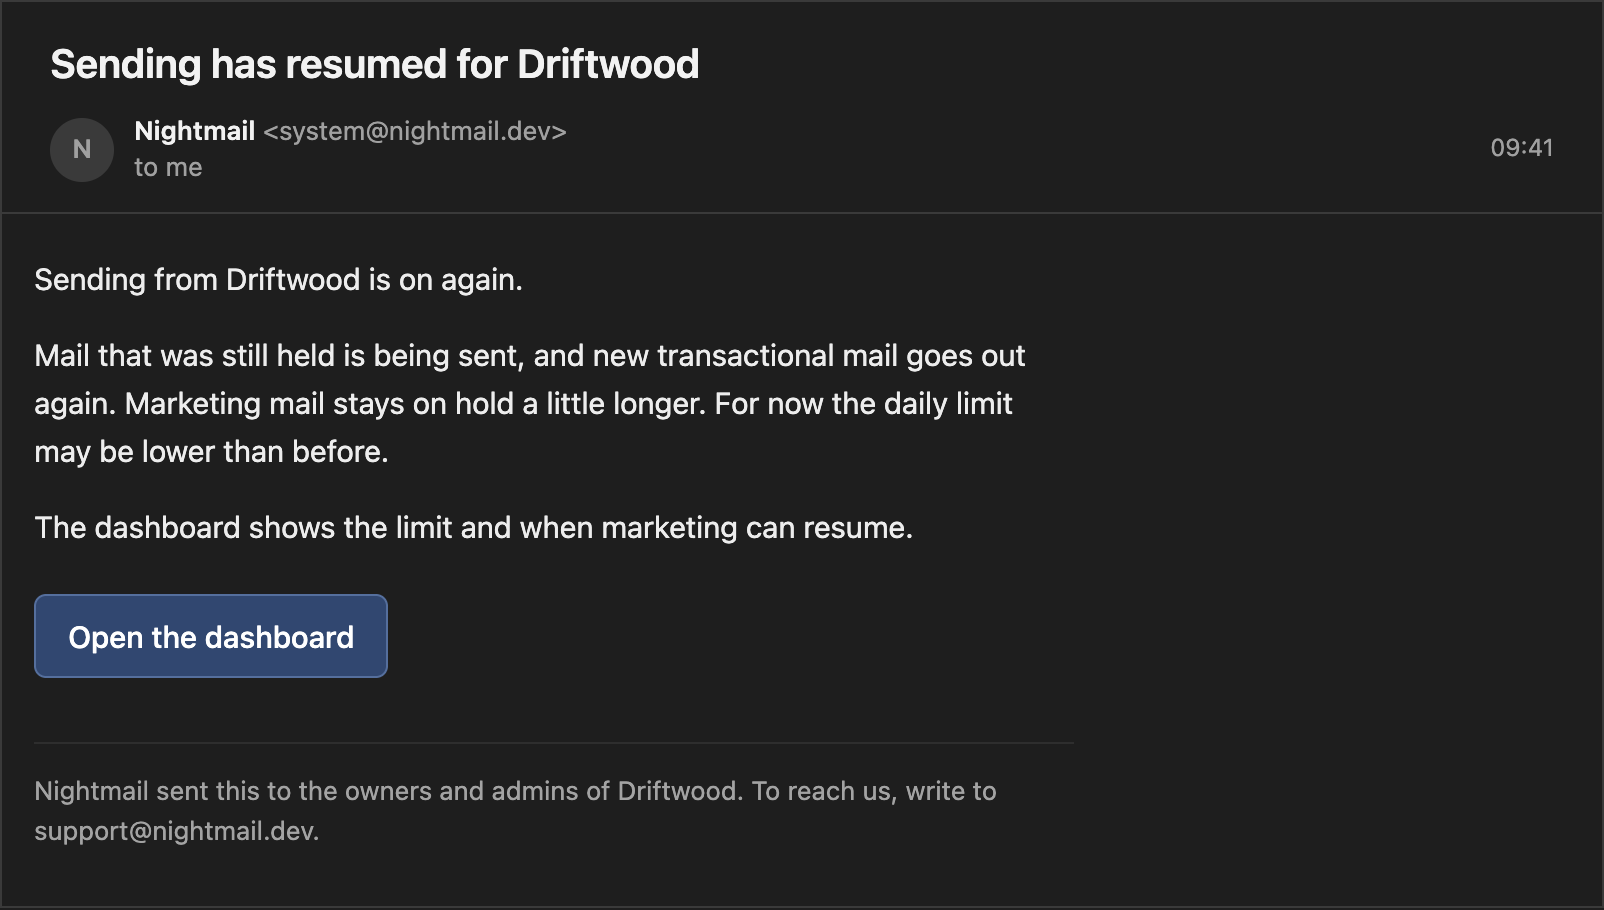 Sending has resumed for Driftwood
N
Nightmail <system@nightmail.dev>
to me
09:41
Sending from Driftwood is on again.
Mail that was still held is being sent, and new transactional mail goes out
again. Marketing mail stays on hold a little longer. For now the daily limit
may be lower than before.
The dashboard shows the limit and when marketing can resume.
Open the dashboard
Nightmail sent this to the owners and admins of Driftwood. To reach us, write to
support@nightmail.dev.